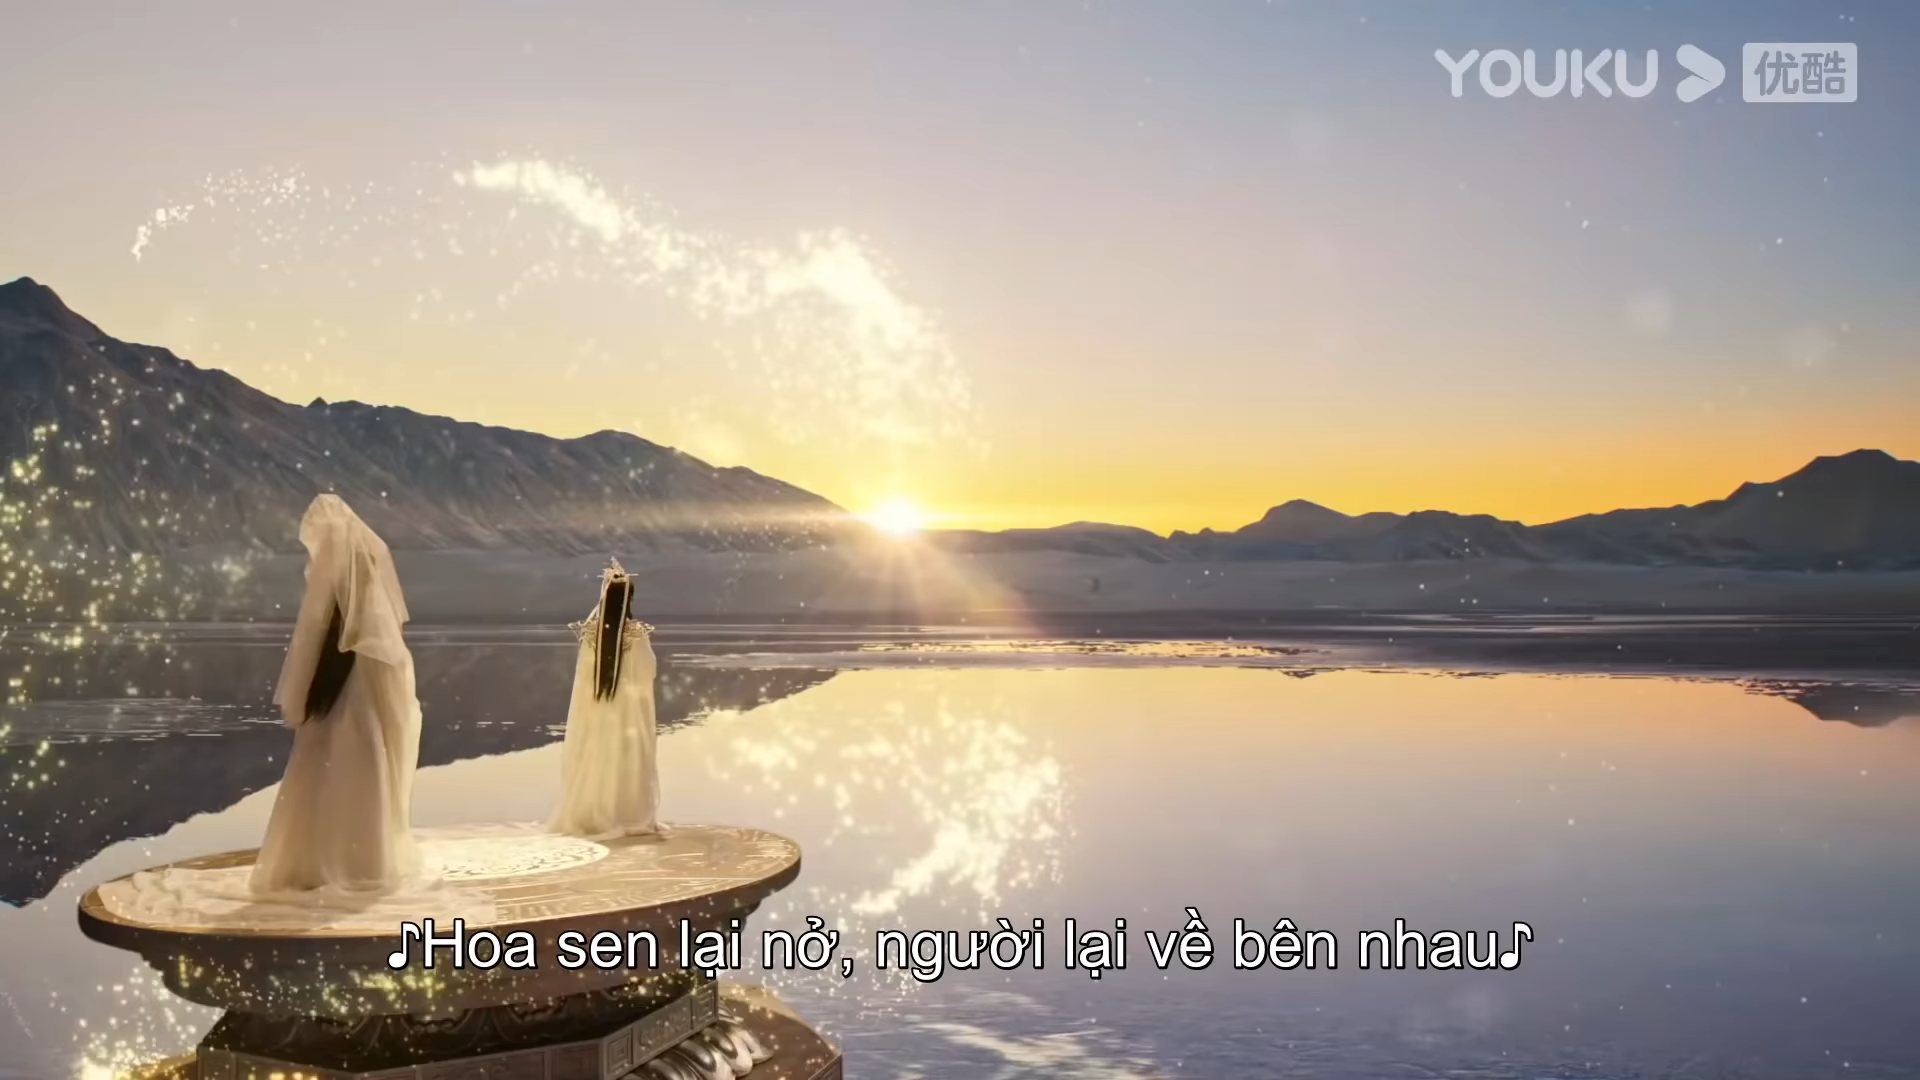 YOUKU 优酷
♪Hoa sen lại nở, người lại về bên nhau♪